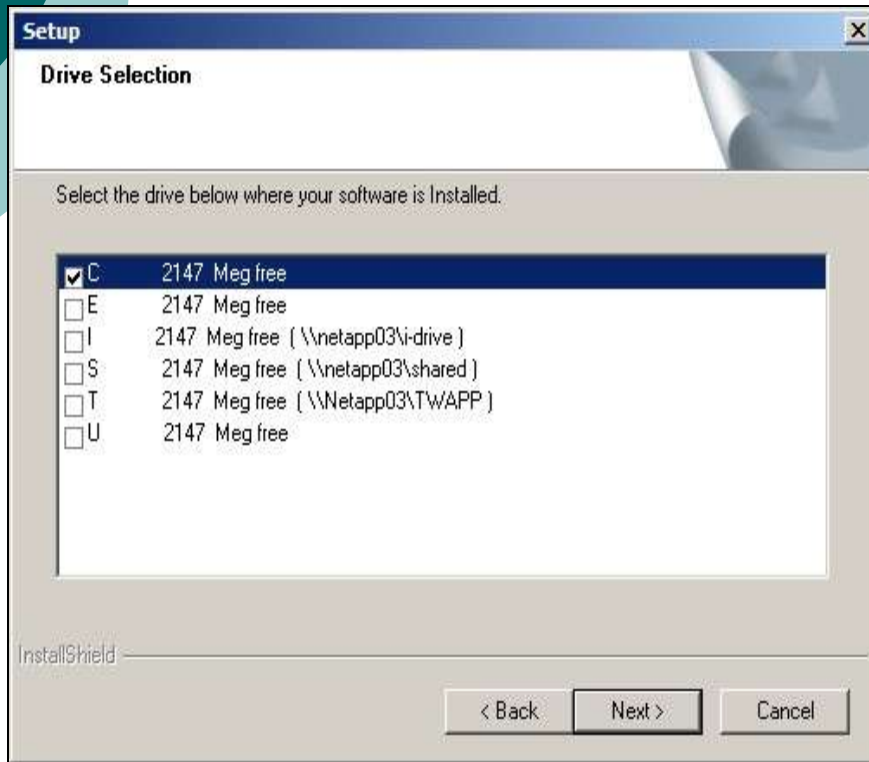 Setup
Drive Selection
Select the drive below where your software is Installed.
C 2147 Meg free
E 2147 Meg free
I 2147 Meg free ( \\netapp03\i-drive )
S 2147 Meg free ( \\netapp03\shared )
T 2147 Meg free ( \\Netapp03\TWAPP )
U 2147 Meg free
InstallShield
< Back Next > Cancel